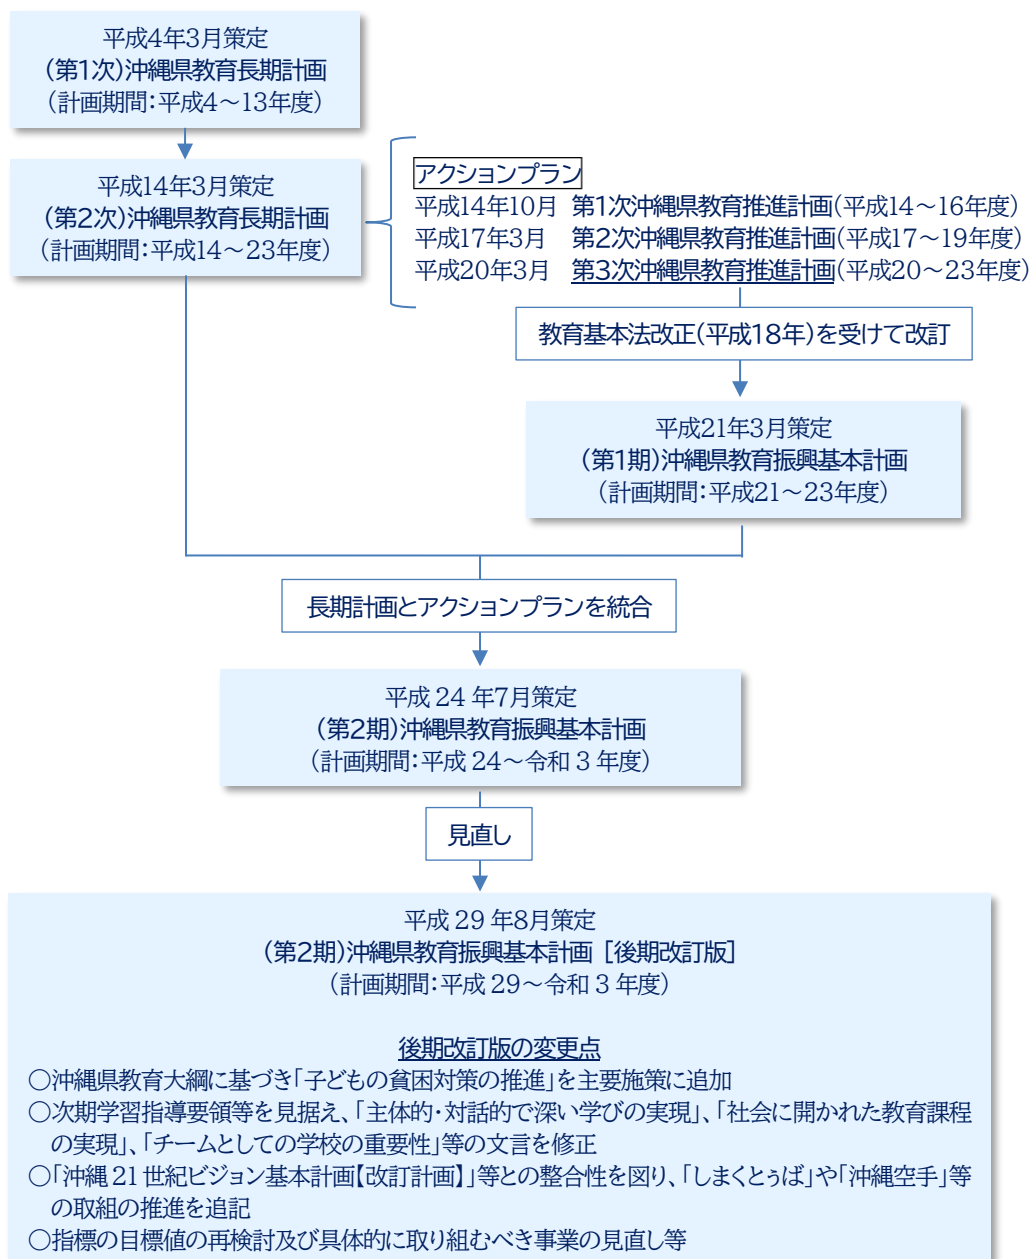 平成4年3月策定
(第1次)沖縄県教育長期計画
(計画期間:平成4～13年度)
平成14年3月策定
(第2次)沖縄県教育長期計画
(計画期間:平成14～23年度)
アクションプラン
平成14年10月 第1次沖縄県教育推進計画(平成14～16年度)
平成17年3月 第2次沖縄県教育推進計画(平成17～19年度)
平成20年3月 第3次沖縄県教育推進計画(平成20～23年度)
教育基本法改正(平成18年)を受けて改訂
平成21年3月策定
(第1期)沖縄県教育振興基本計画
(計画期間:平成21～23年度)
長期計画とアクションプランを統合
平成 24 年7月策定
(第2期)沖縄県教育振興基本計画
(計画期間:平成 24～令和 3 年度)
見直し
平成 29 年8月策定
(第2期)沖縄県教育振興基本計画 [後期改訂版]
(計画期間:平成 29～令和 3 年度)
後期改訂版の変更点
○沖縄県教育大綱に基づき「子どもの貧困対策の推進」を主要施策に追加
○次期学習指導要領等を見据え、「主体的・対話的で深い学びの実現」、「社会に開かれた教育課程
の実現」、「チームとしての学校の重要性」等の文言を修正
○「沖縄 21 世紀ビジョン基本計画【改訂計画】」等との整合性を図り、「しまくとぅば」や「沖縄空手」等
の取組の推進を追記
○指標の目標値の再検討及び具体的に取り組むべき事業の見直し等